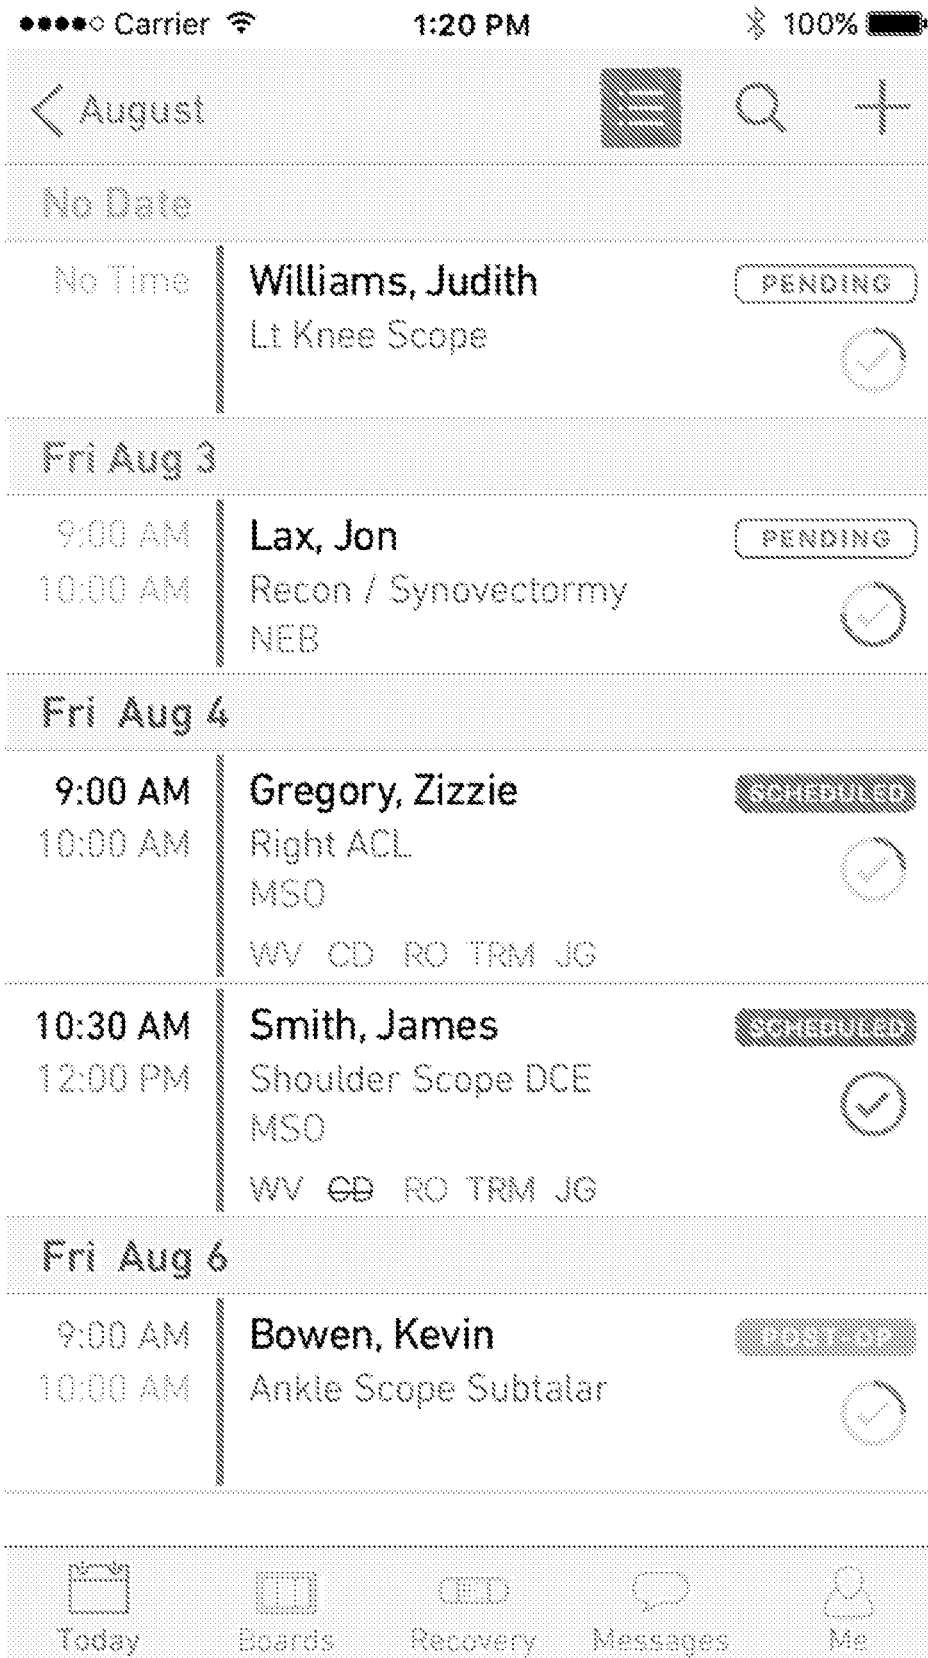 Carrier 1:20 PM 100%
August
No Date
No Time Williams, Judith PENDING
Lt Knee Scope
Fri Aug 3
9:00 AM Lax, Jon PENDING
10:00 AM Recon / Synovectormy
NEB
Fri Aug 4
9:00 AM Gregory, Zizzie SCHEDULED
10:00 AM Right ACL
MSO
WV CD RO TRM JG
10:30 AM Smith, James SCHEDULED
12:00 PM Shoulder Scope DCE
MSO
WV CD RO TRM JG
Fri Aug 6
9:00 AM Bowen, Kevin POST-OP
10:00 AM Ankle Scope Subtalar
Today Boards Recovery Messages Me